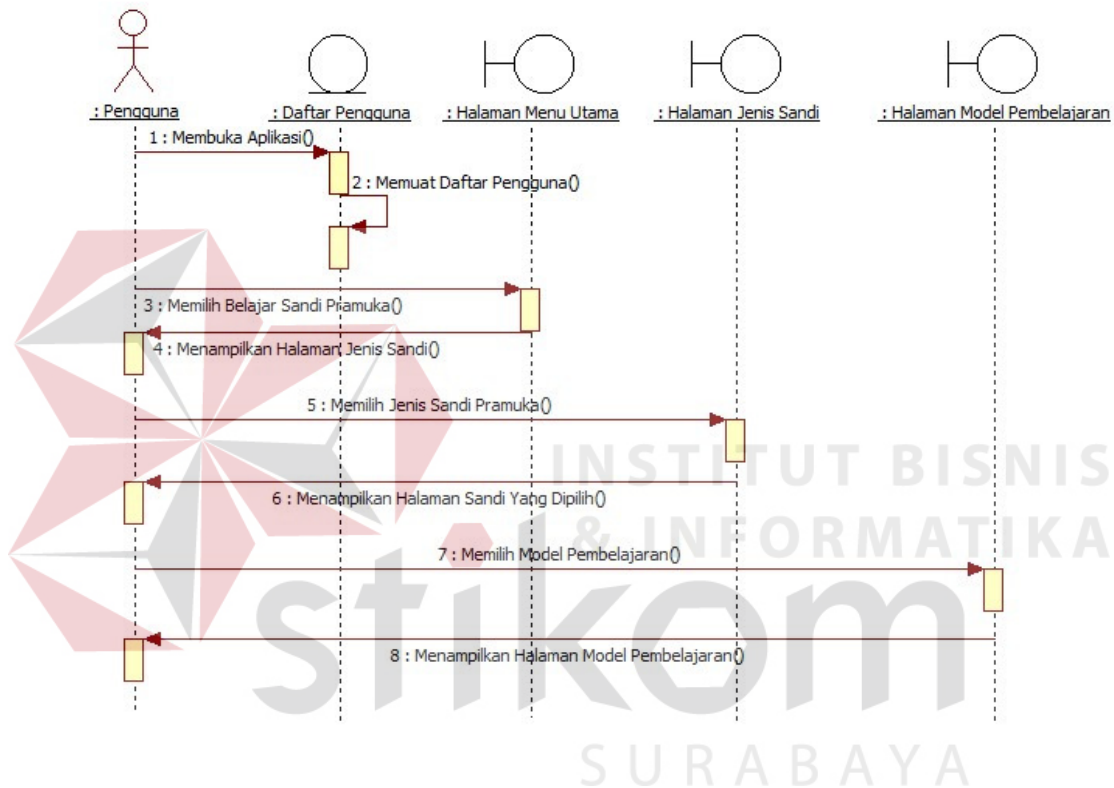 : Pengguna
: Daftar Pengguna
: Halaman Menu Utama
: Halaman Jenis Sandi
: Halaman Model Pembelajaran
1 : Membuka Aplikasi()
2 : Memuat Daftar Pengguna()
3 : Memilih Belajar Sandi Pramuka()
4 : Menampilkan Halaman Jenis Sandi()
5 : Memilih Jenis Sandi Pramuka()
6 : Menampilkan Halaman Sandi Yang Dipilih()
7 : Memilih Model Pembelajaran()
8 : Menampilkan Halaman Model Pembelajaran()
INSTITUT BISNIS
& INFORMATIKA
stikom
SURABAYA